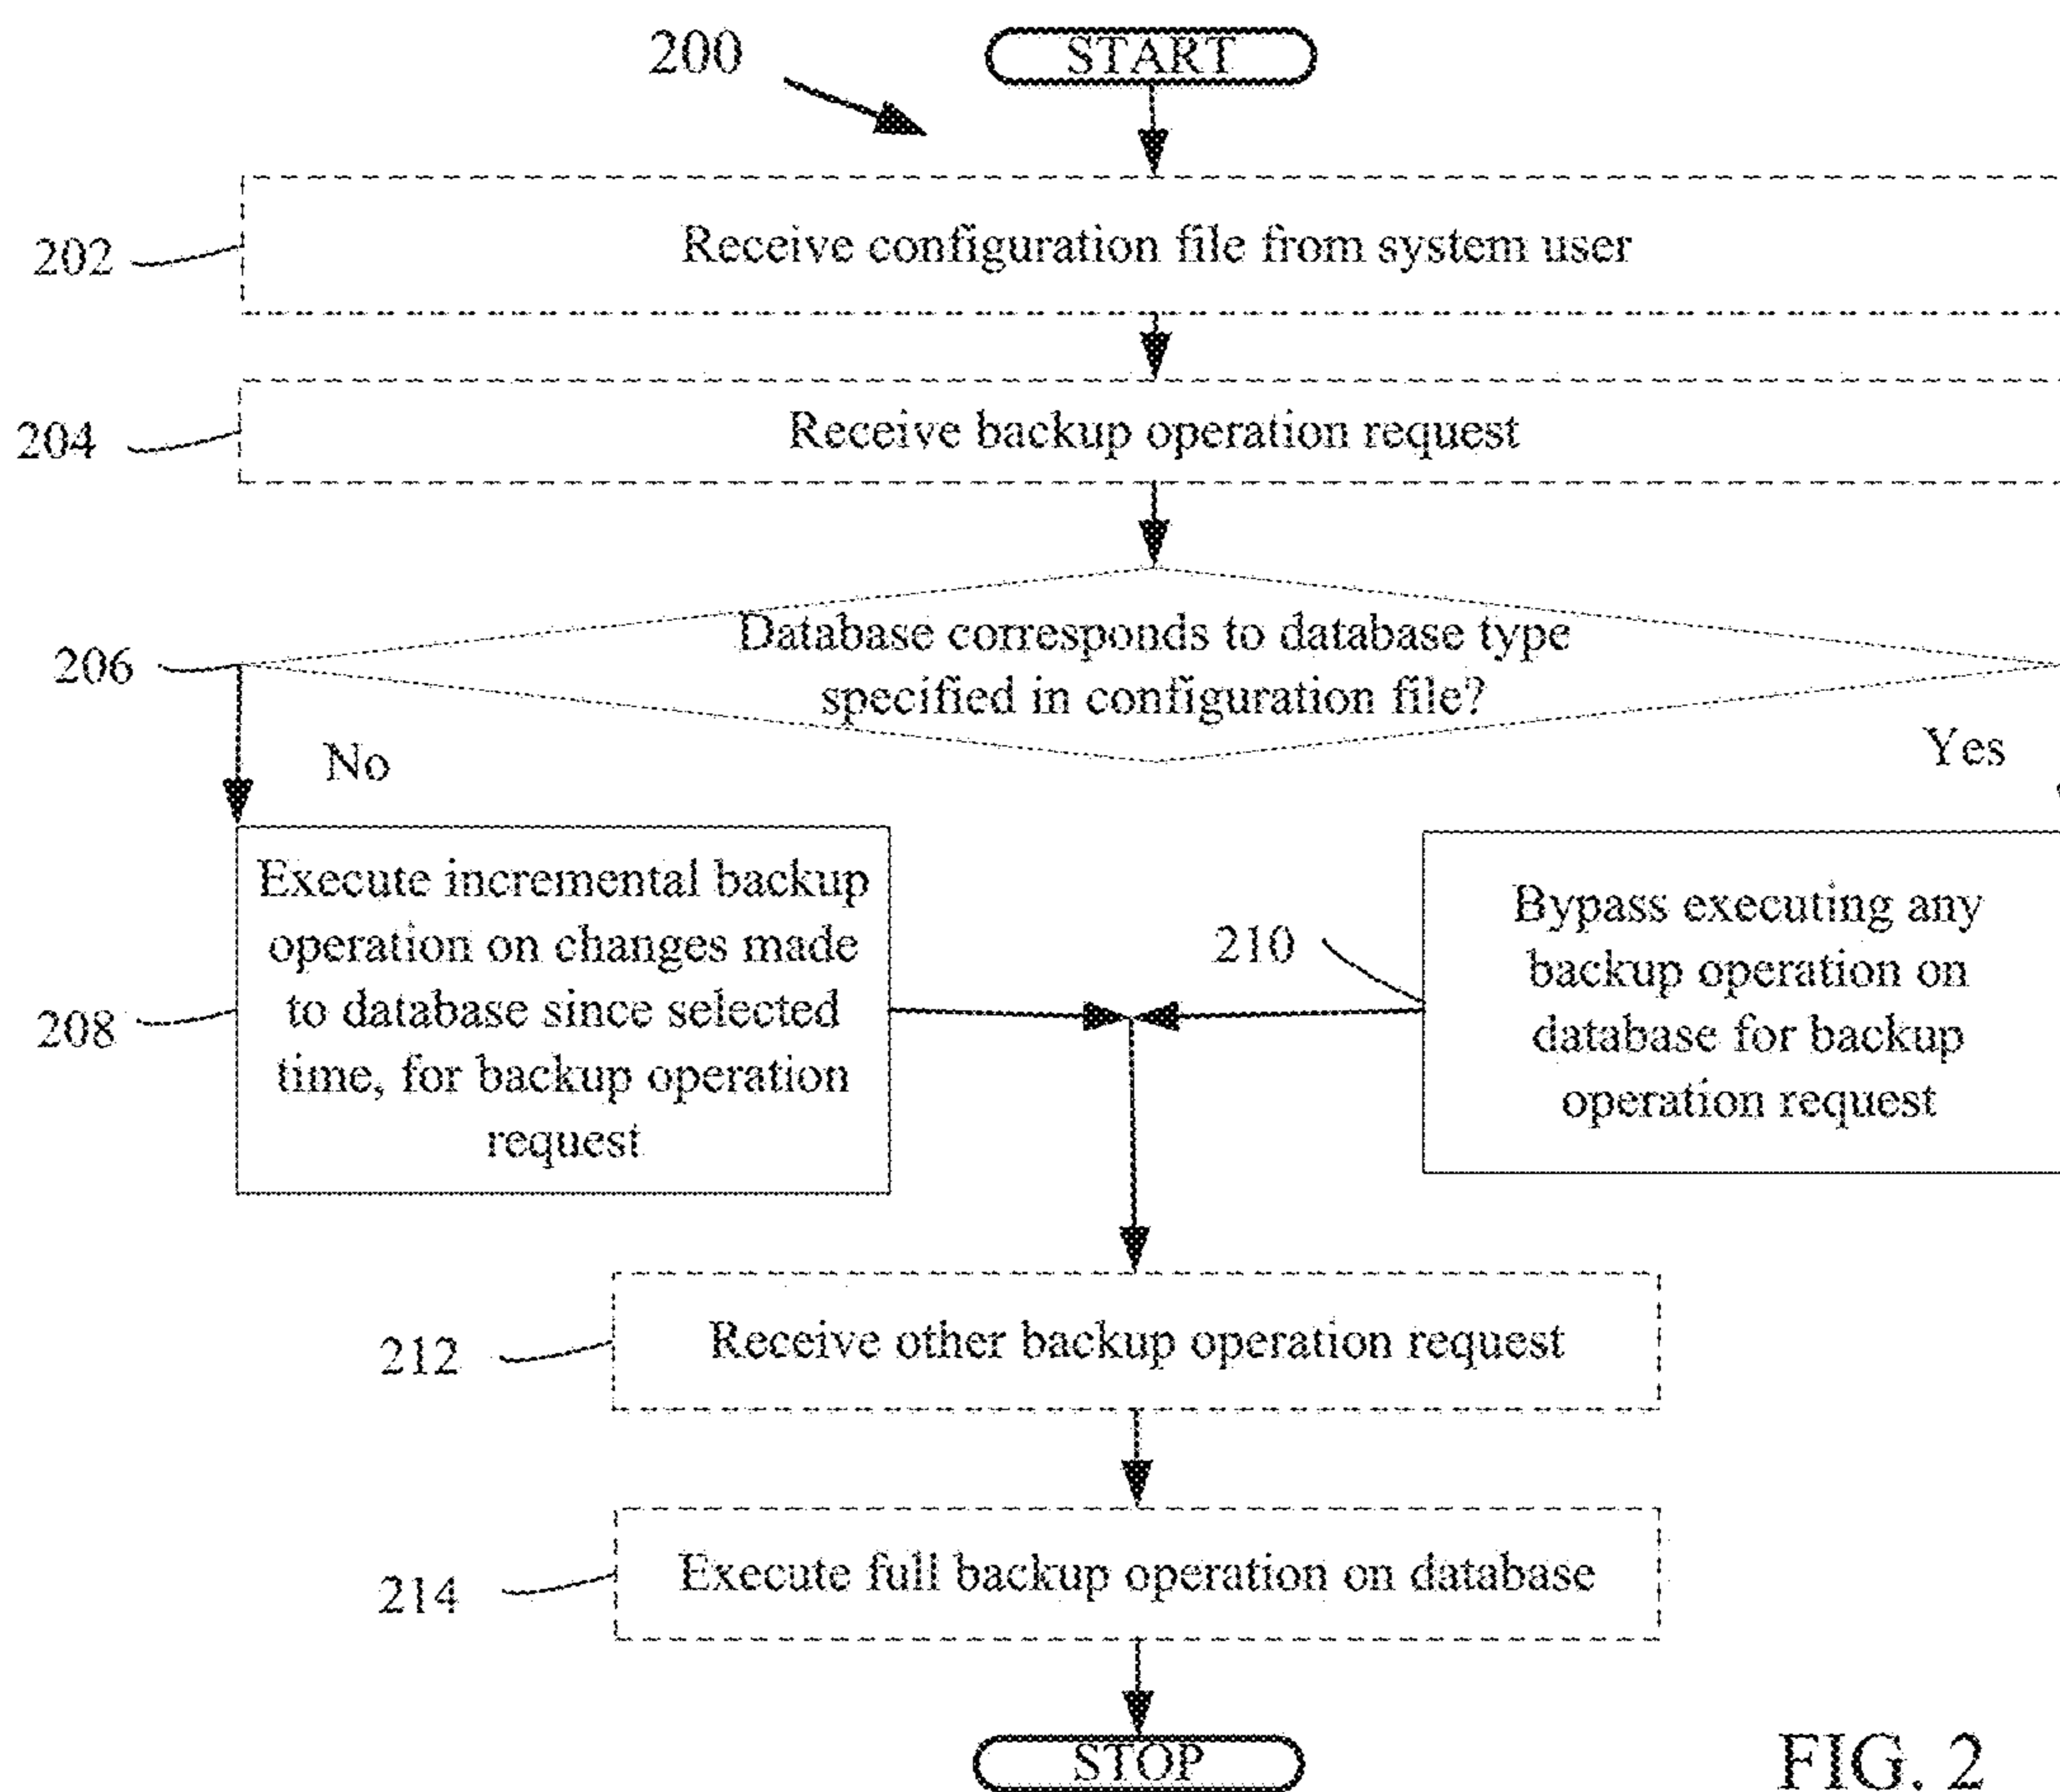 200
START
202
Receive configuration file from system user
204
Receive backup operation request
206
Database corresponds to database type
specified in configuration file?
No
Yes
208
Execute incremental backup
operation on changes made
to database since selected
time, for backup operation
request
210
Bypass executing any
backup operation on
database for backup
operation request
212
Receive other backup operation request
214
Execute full backup operation on database
STOP
FIG. 2